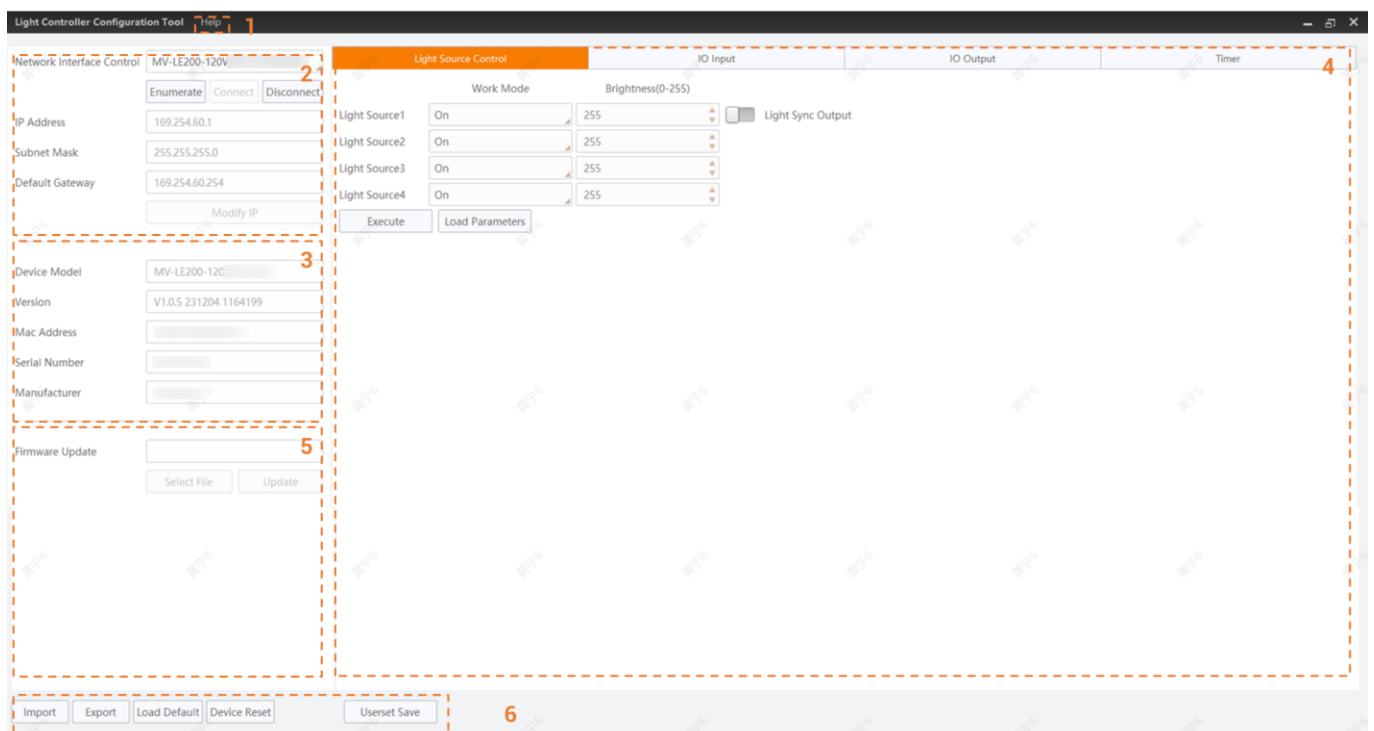 Light Controller Configuration Tool Help 1
Network Interface Control MV-LE200-120W 2
Enumerate Connect Disconnect
IP Address 169.254.60.1
Subnet Mask 255.255.255.0
Default Gateway 169.254.60.254
Modify IP
3
Device Model MV-LE200-120
Version V1.0.5 231204 1164199
Mac Address
Serial Number
Manufacturer
Firmware Update 5
Select File Update
Light Source Control IO Input IO Output Timer 4
Work Mode Brightness(0-255)
Light Source1 On 255 Light Sync Output
Light Source2 On 255
Light Source3 On 255
Light Source4 On 255
Execute Load Parameters
Import Export Load Default Device Reset Userset Save 6